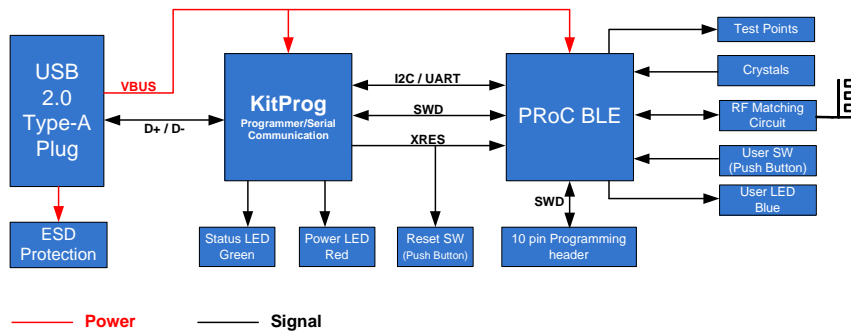 USB
2.0
Type-A
Plug
VBUS
D+ / D-
ESD
Protection
KitProg
Programmer/Serial
Communication
I2C / UART
SWD
XRES
PRoC BLE
Test Points
Crystals
RF Matching
Circuit
User SW
(Push Button)
User LED
Blue
Status LED
Green
Power LED
Red
Reset SW
(Push Button)
SWD
10 pin Programming
header
Power
Signal